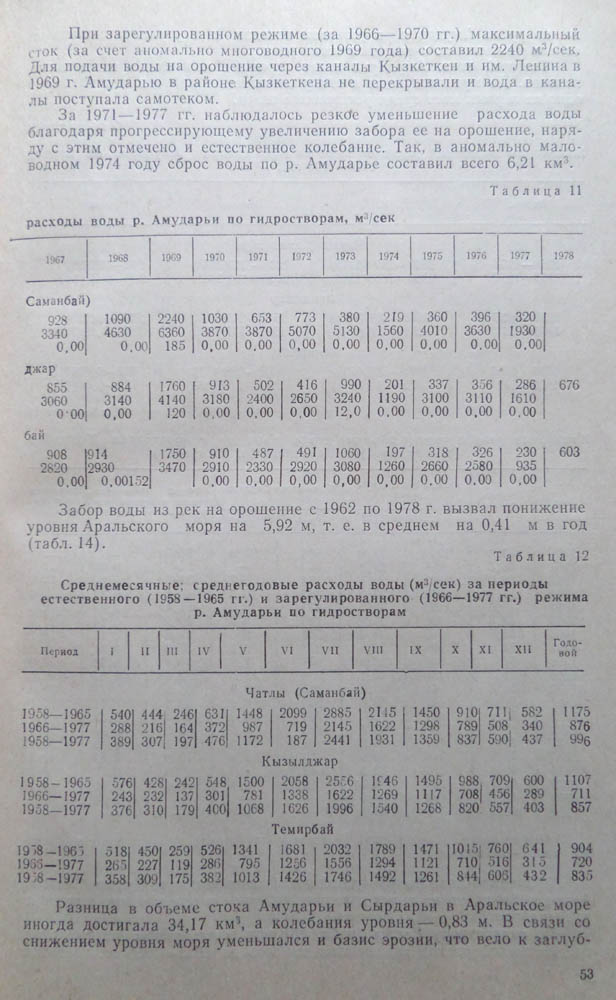 При зарегулированном режиме (за 1966—1970 гг.) максимальный
сток (за счет аномально многоводного 1969 года) составил 2240 м³/сек.
Для подачи воды на орошение через каналы Кызкеткен и им. Ленина в
1969 г. Амударью в районе Кызкеткена не перекрывали и вода в кана-
лы поступала самотеком.
За 1971—1977 гг. наблюдалось резкое уменьшение расхода воды
благодаря прогрессирующему увеличению забора ее на орошение, наря-
ду с этим отмечено и естественное колебание. Так, в аномально мало-
водном 1974 году сброс воды по р. Амударье составил всего 6,21 км³.
Таблица 11
расходы воды р. Амударьи по гидростворам, м³/сек
1967 1968 1969 1970 1971 1972 1973 1974 1975 1976 1977 1978
Саманбай)
928 1090 2240 1030 653 773 380 219 360 396 320
3340 4630 6360 3870 3870 5070 5130 1560 4010 3630 1930
0,00 0,00 185 0,00 0,00 0,00 0,00 0,00 0,00 0,00 0,00
джар
855 884 1760 913 502 416 990 201 337 356 286 676
3060 3140 4140 3180 2400 2650 3240 1190 3100 3110 1610
0·00 0,00 120 0,00 0,00 0,00 12,0 0,00 0,00 0,00 0,00
бай
908 914 1750 910 487 491 1060 197 318 326 230 603
2820 2930 3470 2910 2330 2920 3080 1260 2660 2580 935
0,00 0,00152 0,00 0,00 0,00 0,00 0,00 0,00 0,00 0,00
Забор воды из рек на орошение с 1962 по 1978 г. вызвал понижение
уровня Аральского моря на 5,92 м, т. е. в среднем на 0,41 м в год
(табл. 14).
Таблица 12
Среднемесячные; среднегодовые расходы воды (м³/сек) за периоды
естественного (1958—1965 гг.) и зарегулированного (1966—1977 гг.) режима
р. Амударьи по гидростворам
Период I II III IV V VI VII VIII IX X XI XII Годо-
вой
Чатлы (Саманбай)
1958—1965 540 444 246 631 1448 2099 2885 2145 1450 910 711 582 1175
1966—1977 288 216 164 372 987 719 2145 1622 1298 789 508 340 876
1958—1977 389 307 197 476 1172 187 2441 1931 1359 837 590 437 996
Кызылджар
1958—1965 576 428 242 548 1500 2058 2556 1946 1495 988 709 600 1107
1966—1977 243 232 137 301 781 1338 1622 1269 1117 708 456 289 711
1958—1977 376 310 179 400 1068 1626 1996 1540 1268 820 557 403 857
Темирбай
1958—1965 518 450 259 526 1341 1681 2032 1789 1471 1015 760 641 904
1966—1977 265 227 119 286 795 1256 1556 1294 1121 710 516 315 720
1958—1977 358 309 175 382 1013 1426 1746 1492 1261 844 606 432 835
Разница в объеме стока Амударьи и Сырдарьи в Аральское море
иногда достигала 34,17 км³, а колебания уровня — 0,83 м. В связи со
снижением уровня моря уменьшался и базис эрозии, что вело к заглуб-
53